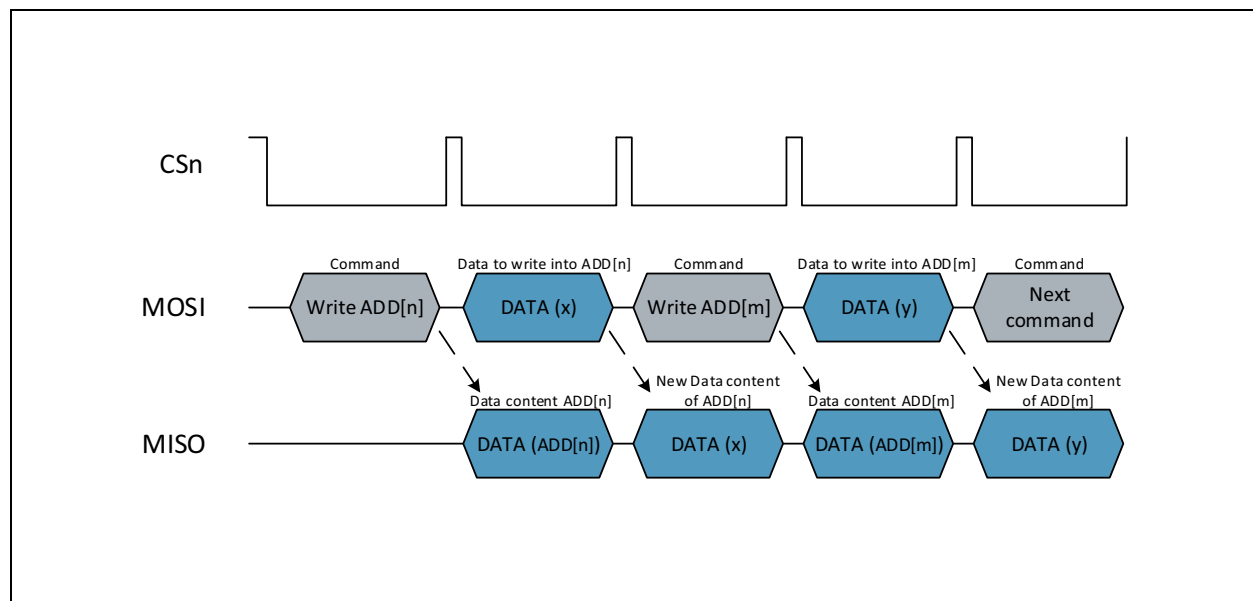 CSn
Command
Data to write into ADD[n]
Command
Data to write into ADD[m]
Command
MOSI
Write ADD[n]
DATA (x)
Write ADD[m]
DATA (y)
Next
command
Data content ADD[n]
New Data content
of ADD[n]
Data content ADD[m]
New Data content
of ADD[m]
MISO
DATA (ADD[n])
DATA (x)
DATA (ADD[m])
DATA (y)